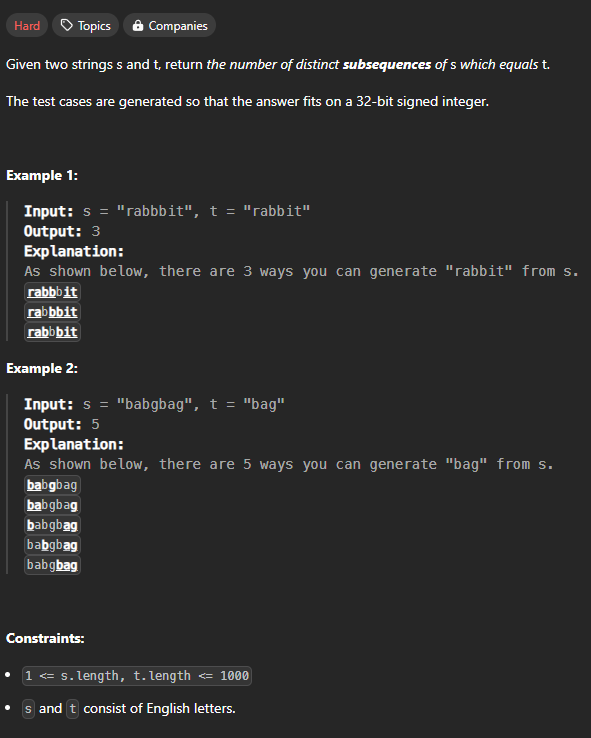 Hard Topics Companies
Given two strings s and t, return the number of distinct subsequences of s which equals t.
The test cases are generated so that the answer fits on a 32-bit signed integer.
Example 1:
Input: s = "rabbbit", t = "rabbit"
Output: 3
Explanation:
As shown below, there are 3 ways you can generate "rabbit" from s.
rabbbit
rabbbit
rabbbit
Example 2:
Input: s = "babgbag", t = "bag"
Output: 5
Explanation:
As shown below, there are 5 ways you can generate "bag" from s.
babgbag
babgbag
babgbag
babgbag
babgbag
Constraints:
• 1 <= s.length, t.length <= 1000
• s and t consist of English letters.